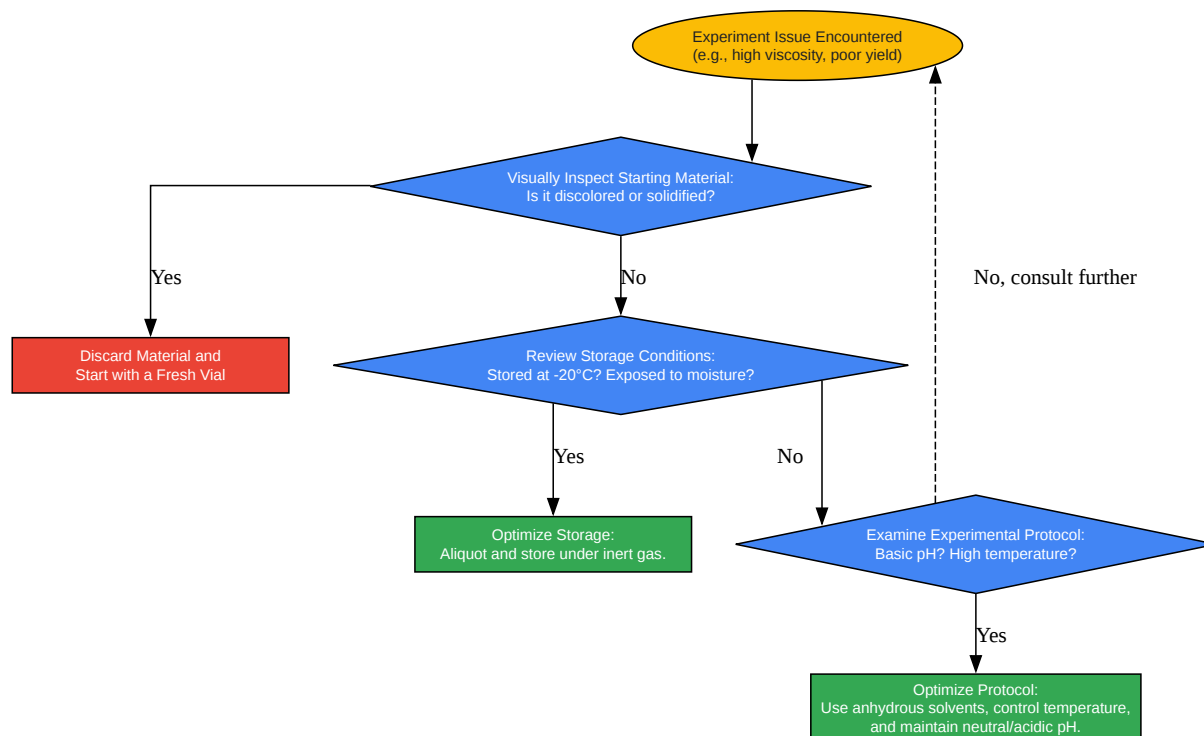 Experiment Issue Encountered
(e.g., high viscosity, poor yield)
Visually Inspect Starting Material:
Is it discolored or solidified?
Yes
No
No, consult further
Discard Material and
Start with a Fresh Vial
Review Storage Conditions:
Stored at -20°C? Exposed to moisture?
Yes
No
Optimize Storage:
Aliquot and store under inert gas.
Examine Experimental Protocol:
Basic pH? High temperature?
Yes
Optimize Protocol:
Use anhydrous solvents, control temperature,
and maintain neutral/acidic pH.